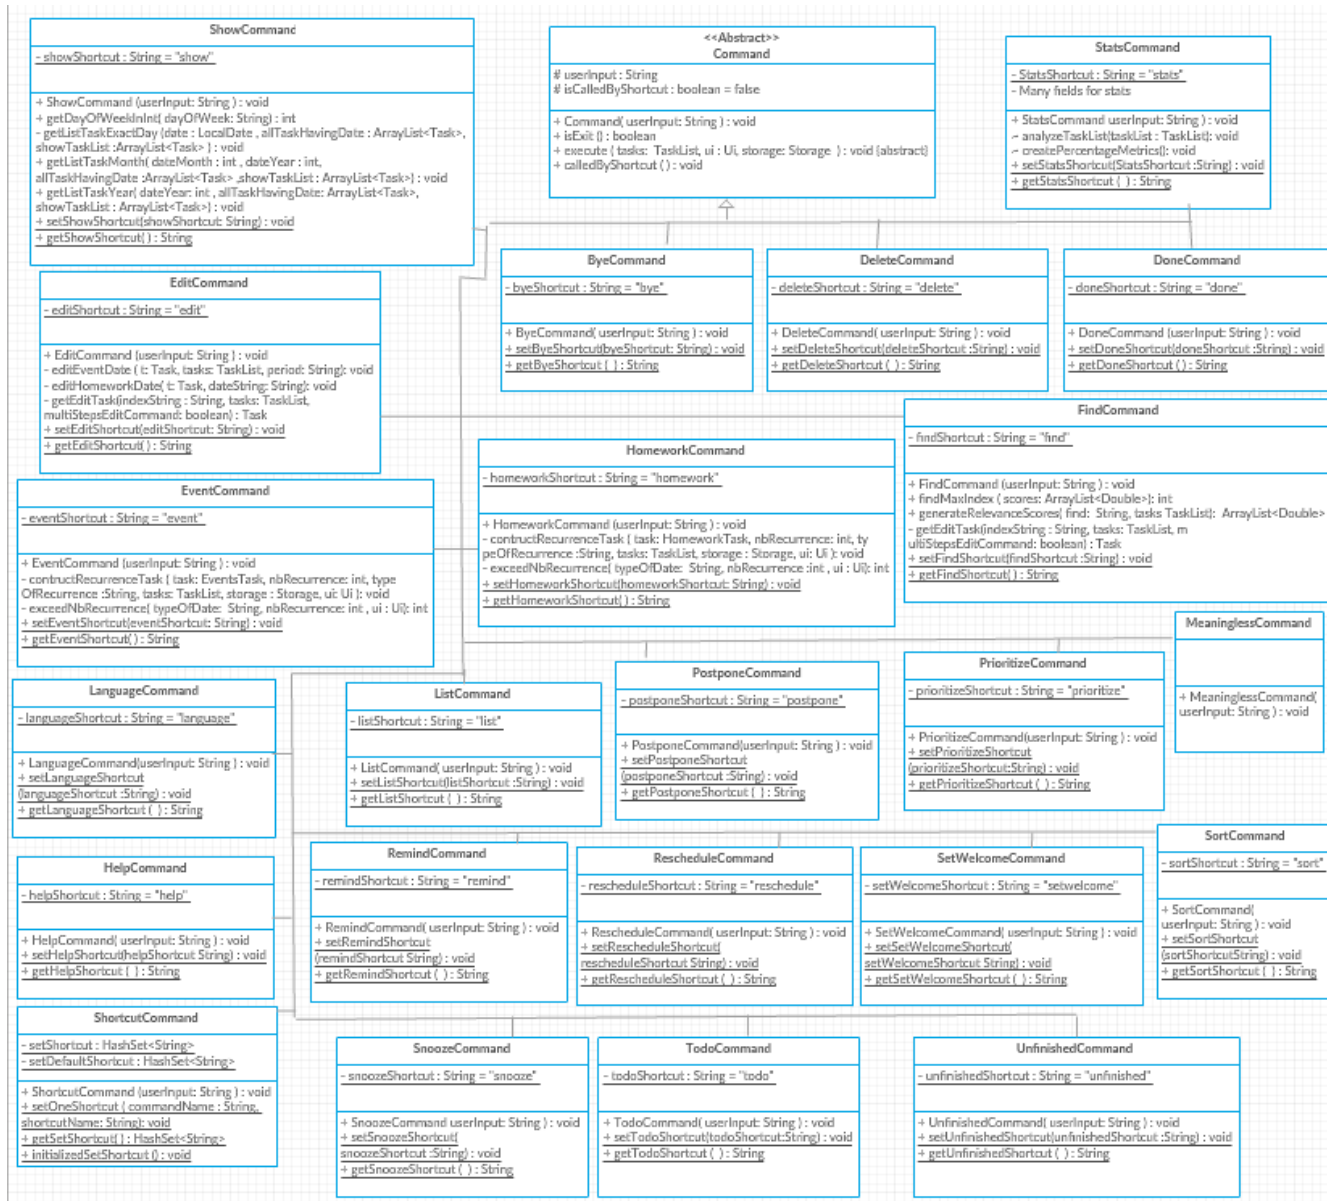 ShowCommand
- showShortcut : String = "show"
+ ShowCommand (userInput: String ) : void
+ getDayOfWeekInInt( dayOfWeek: String) : int
- getListTaskExactDay (date : LocalDate , allTaskHavingDate : ArrayList<Task>,
showTaskList :ArrayList<Task> ) : void
+ getListTaskMonth( dateMonth : int , dateYear : int,
allTaskHavingDate :ArrayList<Task> ,showTaskList : ArrayList<Task>) : void
+ getListTaskYear( dateYear: int , allTaskHavingDate: ArrayList<Task>,
showTaskList : ArrayList<Task>) : void
+ setShowShortcut(showShortcut: String) : void
+ getShowShortcut( ) : String
<<Abstract>>
Command
# userInput : String
# isCalledByShortcut : boolean = false
+ Command( userInput: String ) : void
+ isExit () : boolean
+ execute ( tasks: TaskList, ui : Ui, storage: Storage ) : void {abstract}
+ calledByShortcut ( ) : void
StatsCommand
- StatsShortcut : String = "stats"
- Many fields for stats
+ StatsCommand userInput: String ) : void
- analyzeTaskList(taskList : TaskList): void
- createPercentageMetrics(): void
+ setStatsShortcut(StatsShortcut :String) : void
+ getStatsShortcut ( ) : String
ByeCommand
- byeShortcut : String = "bye"
+ ByeCommand( userInput: String ) : void
+ setByeShortcut(byeShortcut: String) : void
+ getByeShortcut ( ) : String
DeleteCommand
- deleteShortcut : String = "delete"
+ DeleteCommand( userInput: String ) : void
+ setDeleteShortcut(deleteShortcut :String) : void
+ getDeleteShortcut ( ) : String
DoneCommand
- doneShortcut : String = "done"
+ DoneCommand (userInput: String ) : void
+ setDoneShortcut(doneShortcut :String) : void
+ getDoneShortcut ( ) : String
EditCommand
- editShortcut : String = "edit"
+ EditCommand (userInput: String ) : void
- editEventDate ( t: Task, tasks: TaskList, period: String): void
- editHomeworkDate( t: Task, dateString: String): void
- getEditTask(indexString : String, tasks: TaskList,
multiStepsEditCommand: boolean) : Task
+ setEditShortcut(editShortcut: String) : void
+ getEditShortcut( ) : String
FindCommand
- findShortcut : String = "find"
+ FindCommand (userInput: String ) : void
+ findMaxIndex ( scores: ArrayList<Double>): int
+ generateRelevanceScores( find: String, tasks TaskList): ArrayList<Double>
- getEditTask(indexString : String, tasks: TaskList, m
ultiStepsEditCommand: boolean) : Task
+ setFindShortcut(findShortcut: String) : void
+ getFindShortcut( ) : String
HomeworkCommand
- homeworkShortcut : String = "homework"
+ HomeworkCommand (userInput: String ) : void
- contructRecurrenceTask ( task: HomeworkTask, nbRecurrence: int, ty
peOfRecurrence :String, tasks: TaskList, storage : Storage, ui: Ui ): void
- exceedNbRecurrence( typeOfDate: String, nbRecurrence :int , ui : Ui): int
+ setHomeworkShortcut(homeworkShortcut: String) : void
+ getHomeworkShortcut( ) : String
EventCommand
- eventShortcut : String = "event"
+ EventCommand (userInput: String ) : void
- contructRecurrenceTask ( task: EventsTask, nbRecurrence: int, type
OfRecurrence :String, tasks: TaskList, storage : Storage, ui: Ui ): void
- exceedNbRecurrence( typeOfDate: String, nbRecurrence: int , ui : Ui): int
+ setEventShortcut(eventShortcut: String) : void
+ getEventShortcut( ) : String
MeaninglessCommand
+ MeaninglessCommand(
userInput: String ) : void
LanguageCommand
- languageShortcut : String = "language"
+ LanguageCommand(userInput: String ) : void
+ setLanguageShortcut
(languageShortcut :String) : void
+ getLanguageShortcut ( ) : String
ListCommand
- listShortcut : String = "list"
+ ListCommand( userInput: String ) : void
+ setListShortcut(listShortcut :String) : void
+ getListShortcut ( ) : String
PostponeCommand
- postponeShortcut : String = "postpone"
+ PostponeCommand(userInput: String ) : void
+ setPostponeShortcut
(postponeShortcut :String) : void
+ getPostponeShortcut ( ) : String
PrioritizeCommand
- prioritizeShortcut : String = "prioritize"
+ PrioritizeCommand(userInput: String ) : void
+ setPrioritizeShortcut
(prioritizeShortcut:String) : void
+ getPrioritizeShortcut ( ) : String
HelpCommand
- helpShortcut : String = "help"
+ HelpCommand( userInput: String ) : void
+ setHelpShortcut(helpShortcut String) : void
+ getHelpShortcut ( ) : String
RemindCommand
- remindShortcut : String = "remind"
+ RemindCommand( userInput: String ) : void
+ setRemindShortcut
(remindShortcut String) : void
+ getRemindShortcut ( ) : String
RescheduleCommand
- rescheduleShortcut : String = "reschedule"
+ RescheduleCommand( userInput: String ) : void
+ setRescheduleShortcut(
rescheduleShortcut String) : void
+ getRescheduleShortcut ( ) : String
SetWelcomeCommand
- setWelcomeShortcut : String = "setwelcome"
+ SetWelcomeCommand( userInput: String ) : void
+ setSetWelcomeShortcut(
setWelcomeShortcut String) : void
+ getSetWelcomeShortcut ( ) : String
SortCommand
- sortShortcut : String = "sort"
+ SortCommand(
userInput: String ) : void
+ setSortShortcut
(sortShortcutString) : void
+ getSortShortcut ( ) : String
ShortcutCommand
- setShortcut : HashSet<String>
- setDefaultShortcut : HashSet<String>
+ ShortcutCommand (userInput: String ) : void
+ setOneShortcut ( commandName : String,
shortcutName: String): void
+ getSetShortcut( ) : HashSet<String>
+ initializedSetShortcut () : void
SnoozeCommand
- snoozeShortcut : String = "snooze"
+ SnoozeCommand userInput: String ) : void
+ setSnoozeShortcut(
snoozeShortcut :String) : void
+ getSnoozeShortcut ( ) : String
TodoCommand
- todoShortcut : String = "todo"
+ TodoCommand( userInput: String ) : void
+ setTodoShortcut(todoShortcut:String) : void
+ getTodoShortcut ( ) : String
UnfinishedCommand
- unfinishedShortcut : String = "unfinished"
+ UnfinishedCommand( userInput: String ) : void
+ setUnfinishedShortcut(unfinishedShortcut :String) : void
+ getUnfinishedShortcut ( ) : String